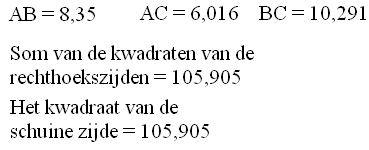 AB = 8,35 AC = 6,016 BC = 10,291
Som van de kwadraten van de
rechthoekszijden = 105,905
Het kwadraat van de
schuine zijde = 105,905